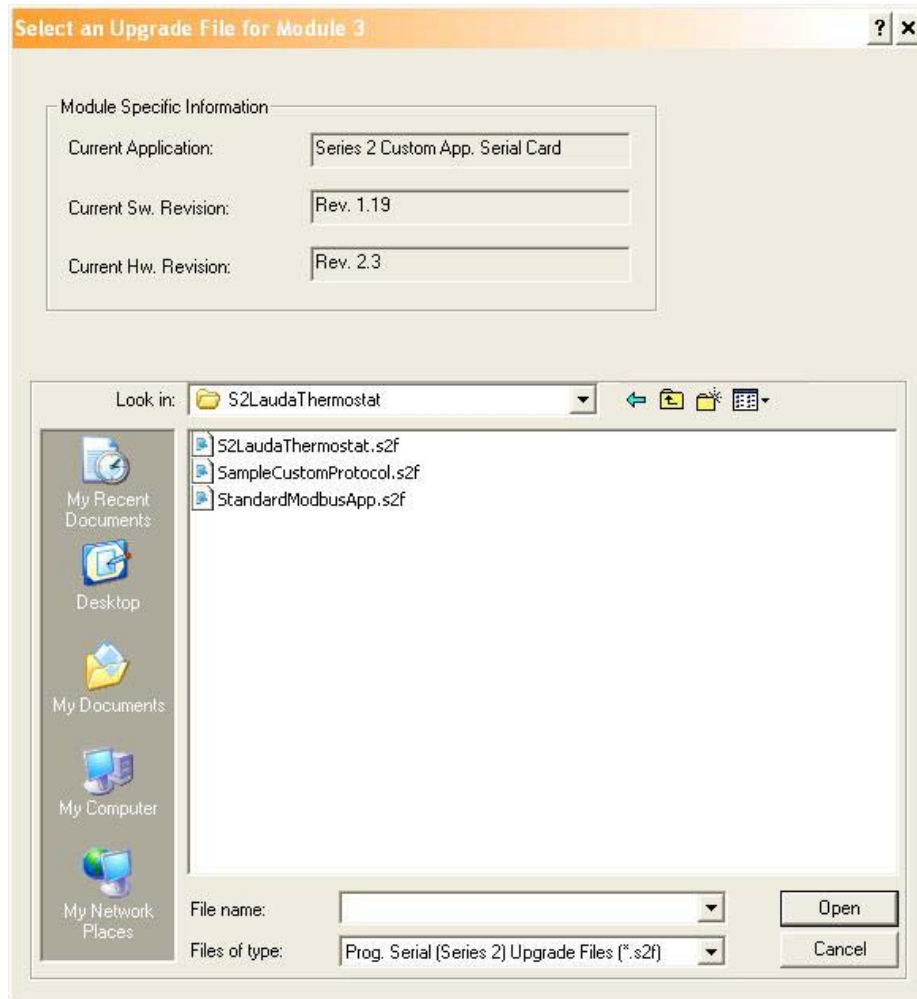 Select an Upgrade File for Module 3
Module Specific Information
Current Application: Series 2 Custom App. Serial Card
Current Sw. Revision: Rev. 1.19
Current Hw. Revision: Rev. 2.3
Look in: S2LaudaThermostat
S2LaudaThermostat.s2f
SampleCustomProtocol.s2f
StandardModbusApp.s2f
My Recent
Documents
Desktop
My Documents
My Computer
My Network
Places
File name:
Open
Files of type: Prog. Serial (Series 2) Upgrade Files (*.s2f)
Cancel